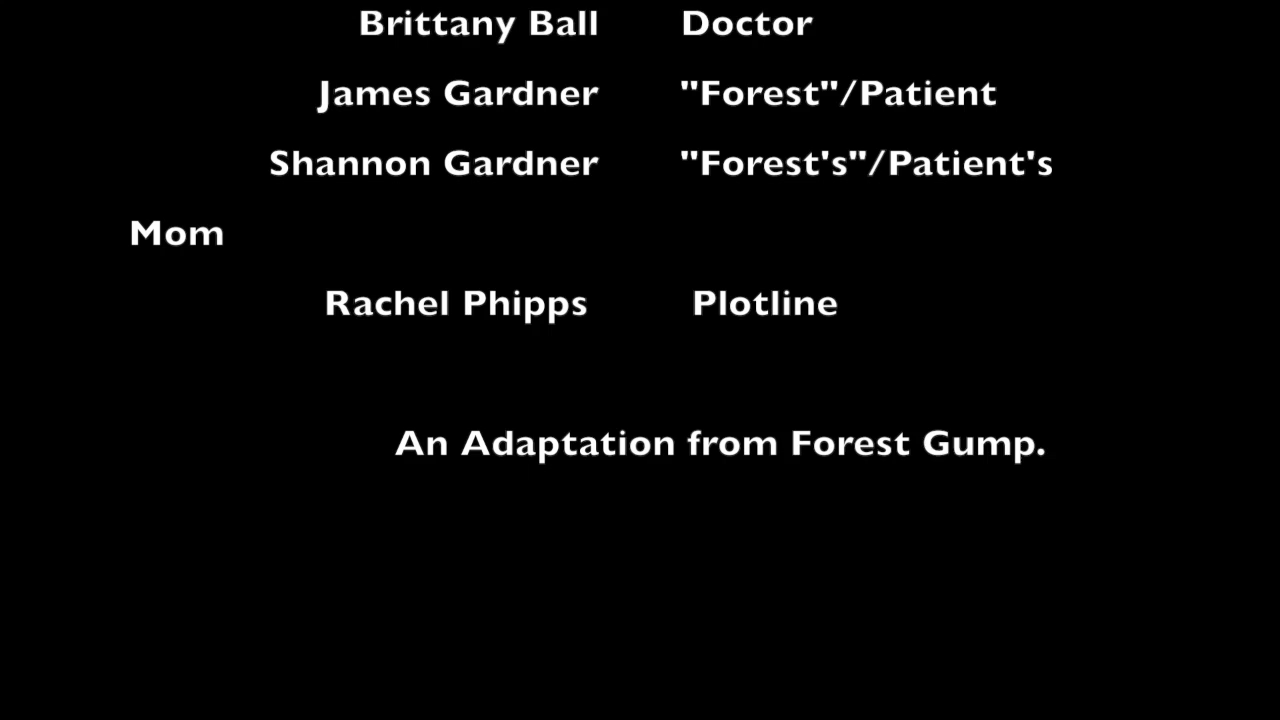 Brittany Ball Doctor
James Gardner "Forest"/Patient
Shannon Gardner "Forest's"/Patient's
Mom
Rachel Phipps Plotline
An Adaptation from Forest Gump.